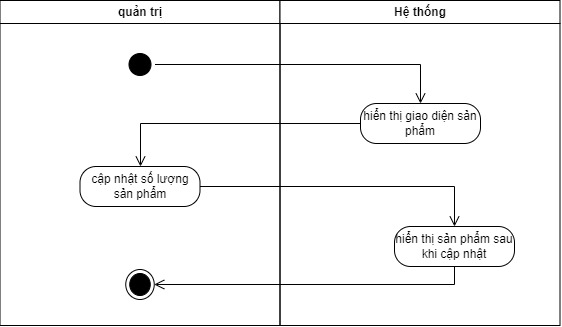 quản trị
Hệ thống
hiển thị giao diện sản
phẩm
cập nhật số lượng
sản phẩm
hiển thị sản phẩm sau
khi cập nhật